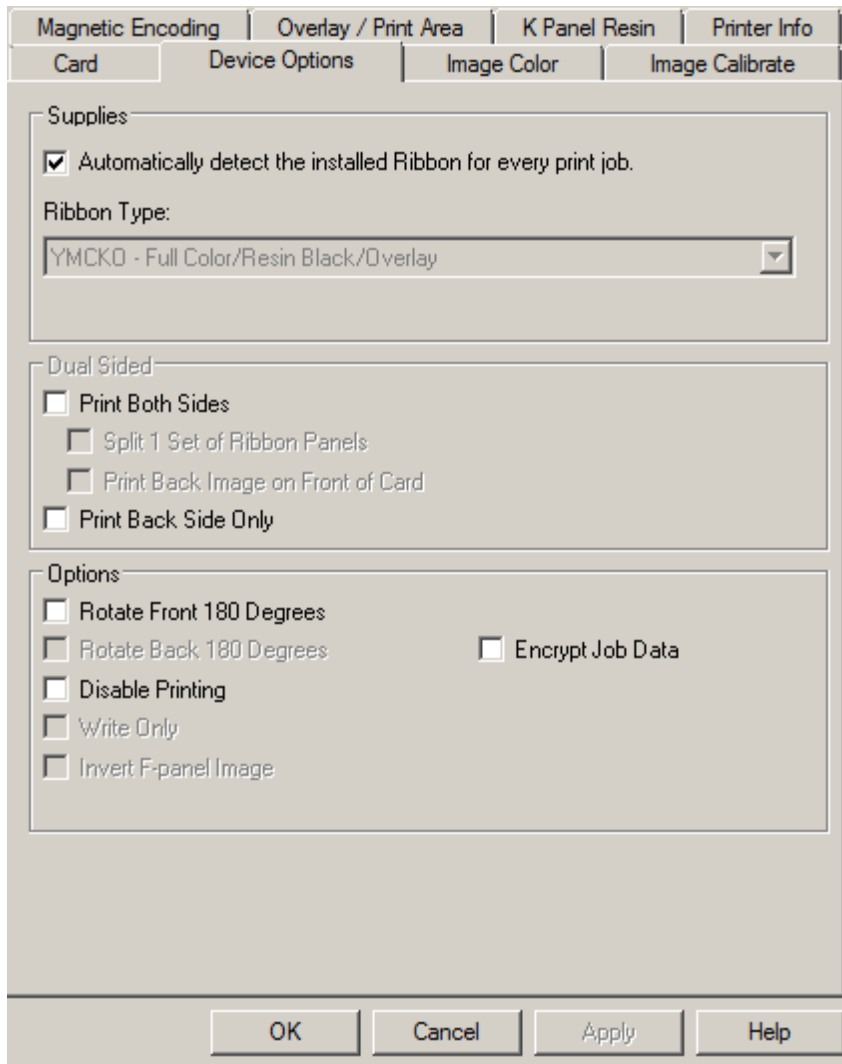 Magnetic Encoding Overlay / Print Area K Panel Resin Printer Info
Card Device Options Image Color Image Calibrate
Supplies
Automatically detect the installed Ribbon for every print job.
Ribbon Type:
YMCKO - Full Color/Resin Black/Overlay
Dual Sided
Print Both Sides
Split 1 Set of Ribbon Panels
Print Back Image on Front of Card
Print Back Side Only
Options
Rotate Front 180 Degrees
Rotate Back 180 Degrees Encrypt Job Data
Disable Printing
Write Only
Invert F-panel Image
OK Cancel Apply Help